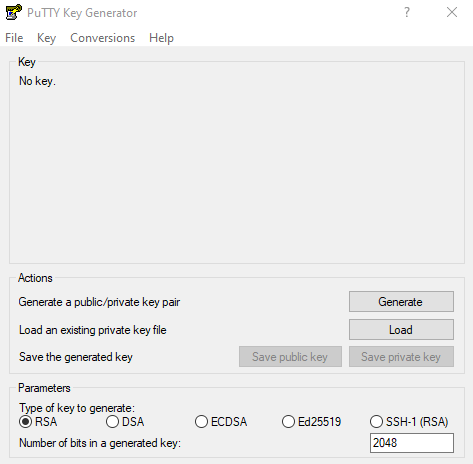 PuTTY Key Generator ?
File Key Conversions Help
Key
No key.
Actions
Generate a public/private key pair Generate
Load an existing private key file Load
Save the generated key Save public key Save private key
Parameters
Type of key to generate:
RSA DSA ECDSA Ed25519 SSH-1 (RSA)
Number of bits in a generated key: 2048